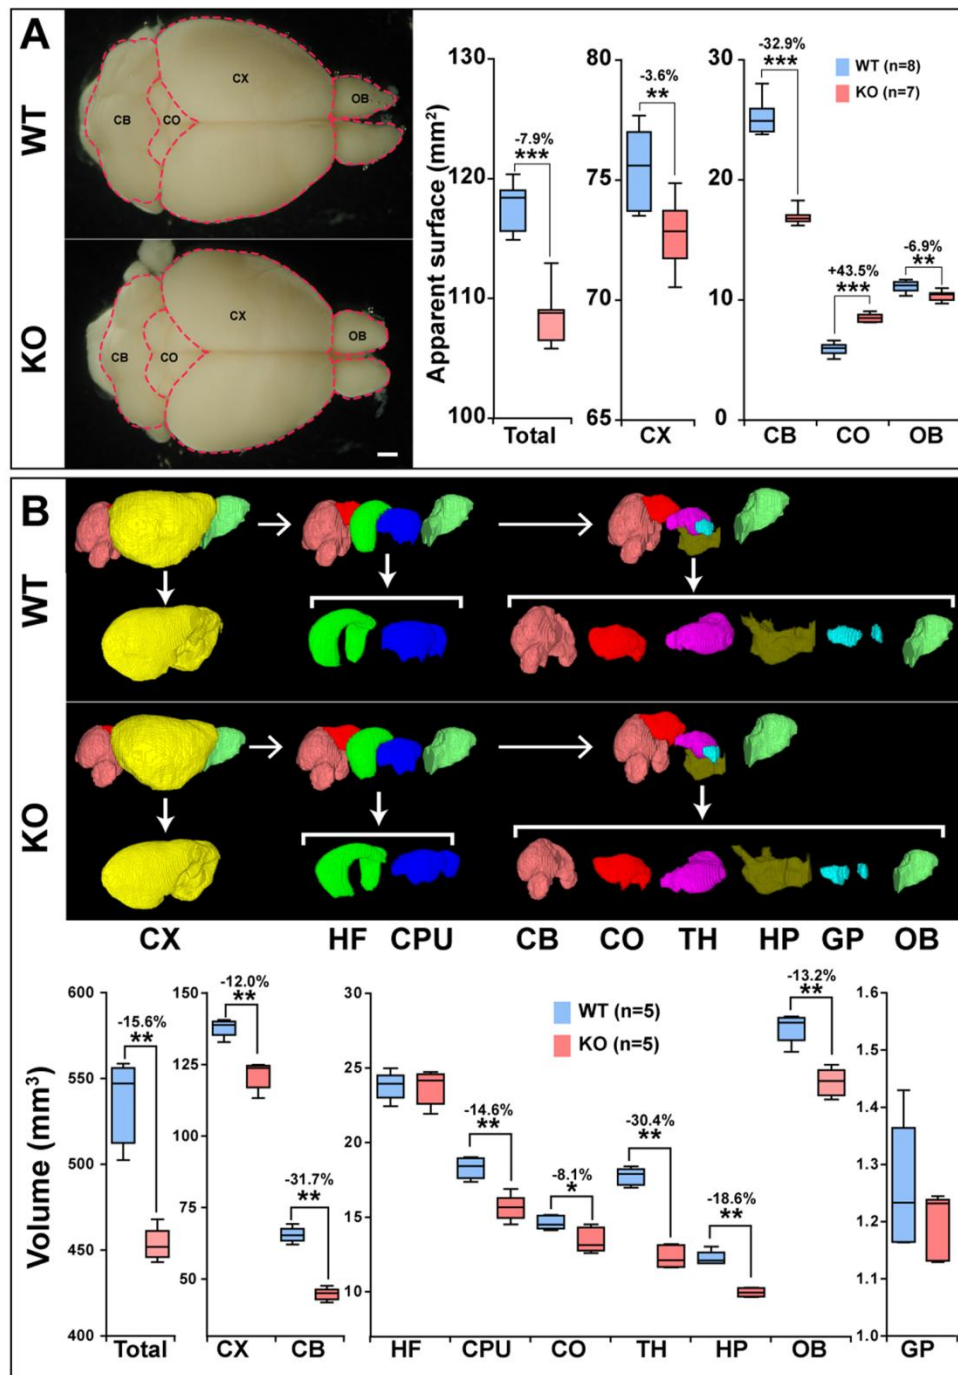 A
WT
CX
OB
CB
CO
KO
CX
OB
CB
CO
Apparent surface (mm²)
130
120
110
100
-7.9%
***
Total
80
75
70
65
-3.6%
**
CX
30
20
10
0
-32.9%
***
WT (n=8)
KO (n=7)
+43.5%
***
-6.9%
**
CB CO OB
B
WT
KO
CX HF CPU CB CO TH HP GP OB
Volume (mm³)
600
550
500
450
400
-15.6%
**
Total
150
125
100
75
50
-12.0%
**
-31.7%
**
CX CB
30
25
20
15
10
WT (n=5)
KO (n=5)
-14.6%
**
-8.1%
*
-30.4%
**
-18.6%
**
-13.2%
**
HF CPU CO TH HP OB
1.6
1.5
1.4
1.3
1.2
1.1
1.0
GP